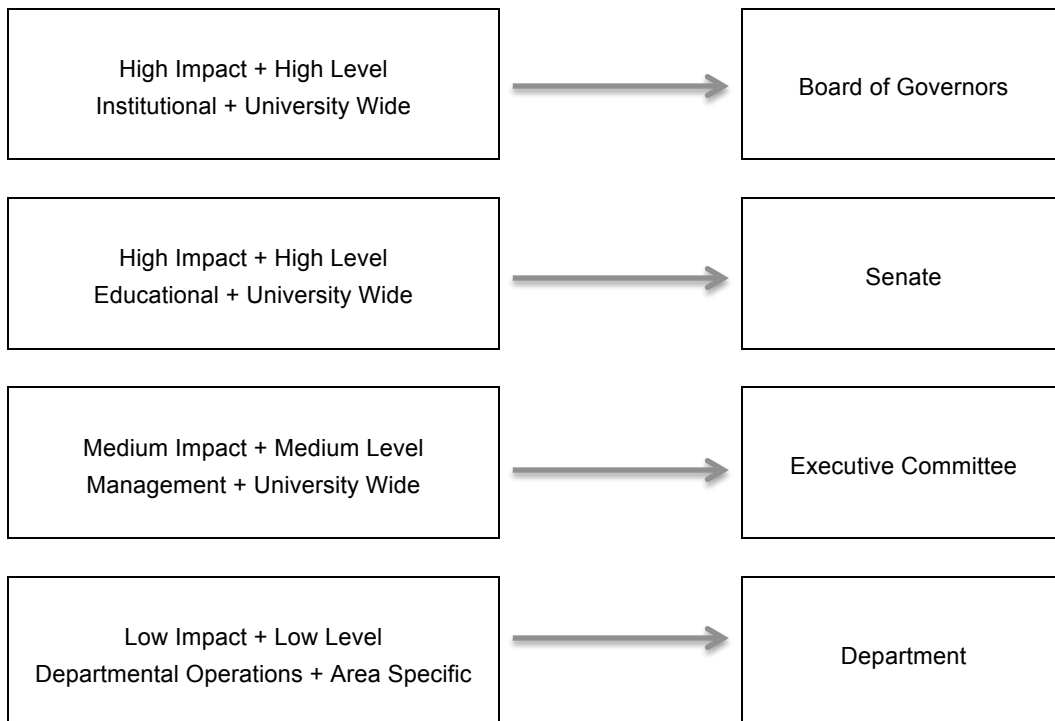 High Impact + High Level
Institutional + University Wide
Board of Governors
High Impact + High Level
Educational + University Wide
Senate
Medium Impact + Medium Level
Management + University Wide
Executive Committee
Low Impact + Low Level
Departmental Operations + Area Specific
Department